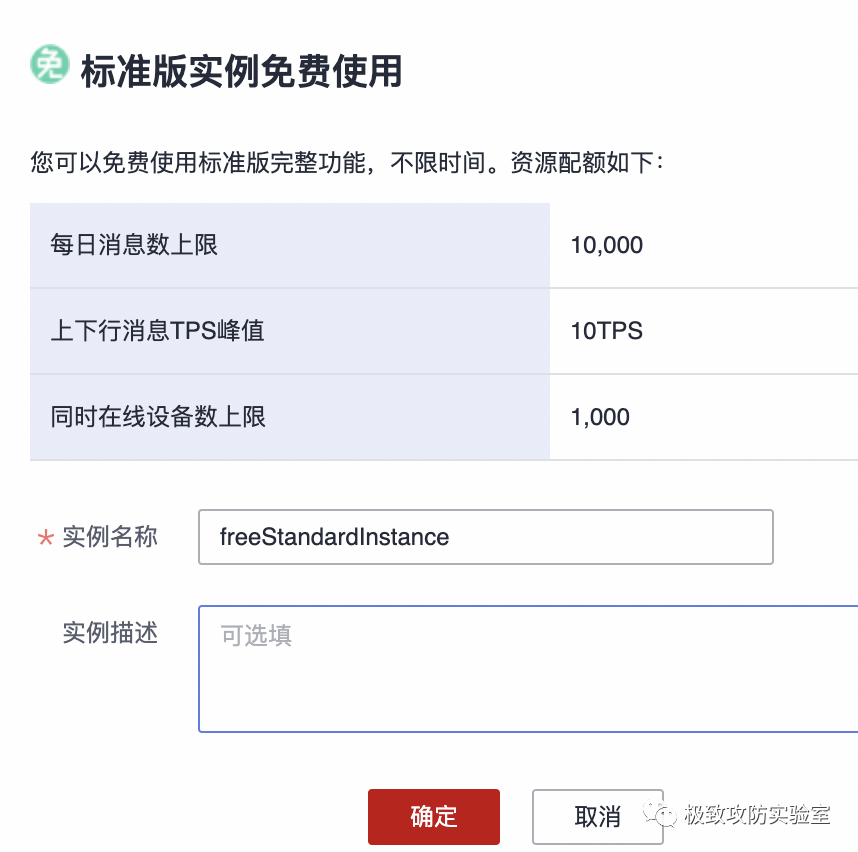 免 标准版实例免费使用
您可以免费使用标准版完整功能，不限时间。资源配额如下：
每日消息数上限 10,000
上下行消息TPS峰值 10TPS
同时在线设备数上限 1,000
* 实例名称 freeStandardInstance
实例描述 可选填
确定 取消 极致攻防实验室